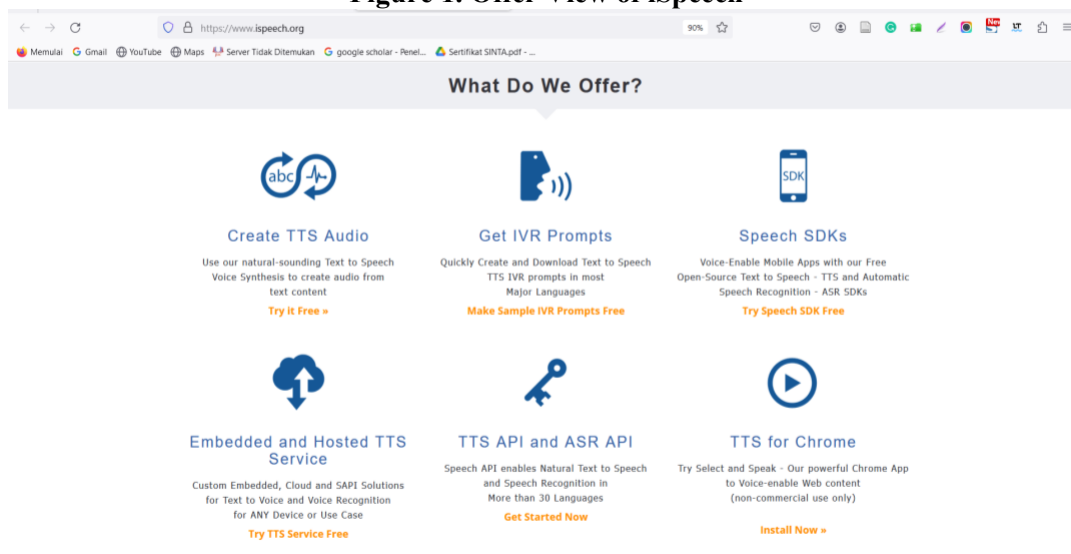 Figure 1. Offer View of iSpeech
https://www.ispeech.org
90%
New
LT
Memulai Gmail YouTube Maps Server Tidak Ditemukan google scholar - Penel... Sertifikat SINTA.pdf - ...
What Do We Offer?
abc
SDK
Create TTS Audio
Use our natural-sounding Text to Speech
Voice Synthesis to create audio from
text content
Try it Free »
Get IVR Prompts
Quickly Create and Download Text to Speech
TTS IVR prompts in most
Major Languages
Make Sample IVR Prompts Free
Speech SDKs
Voice-Enable Mobile Apps with our Free
Open-Source Text to Speech - TTS and Automatic
Speech Recognition - ASR SDKs
Try Speech SDK Free
Embedded and Hosted TTS
Service
Custom Embedded, Cloud and SAPI Solutions
for Text to Voice and Voice Recognition
for ANY Device or Use Case
Try TTS Service Free
TTS API and ASR API
Speech API enables Natural Text to Speech
and Speech Recognition in
More than 30 Languages
Get Started Now
TTS for Chrome
Try Select and Speak - Our powerful Chrome App
to Voice-enable Web content
(non-commercial use only)
Install Now »